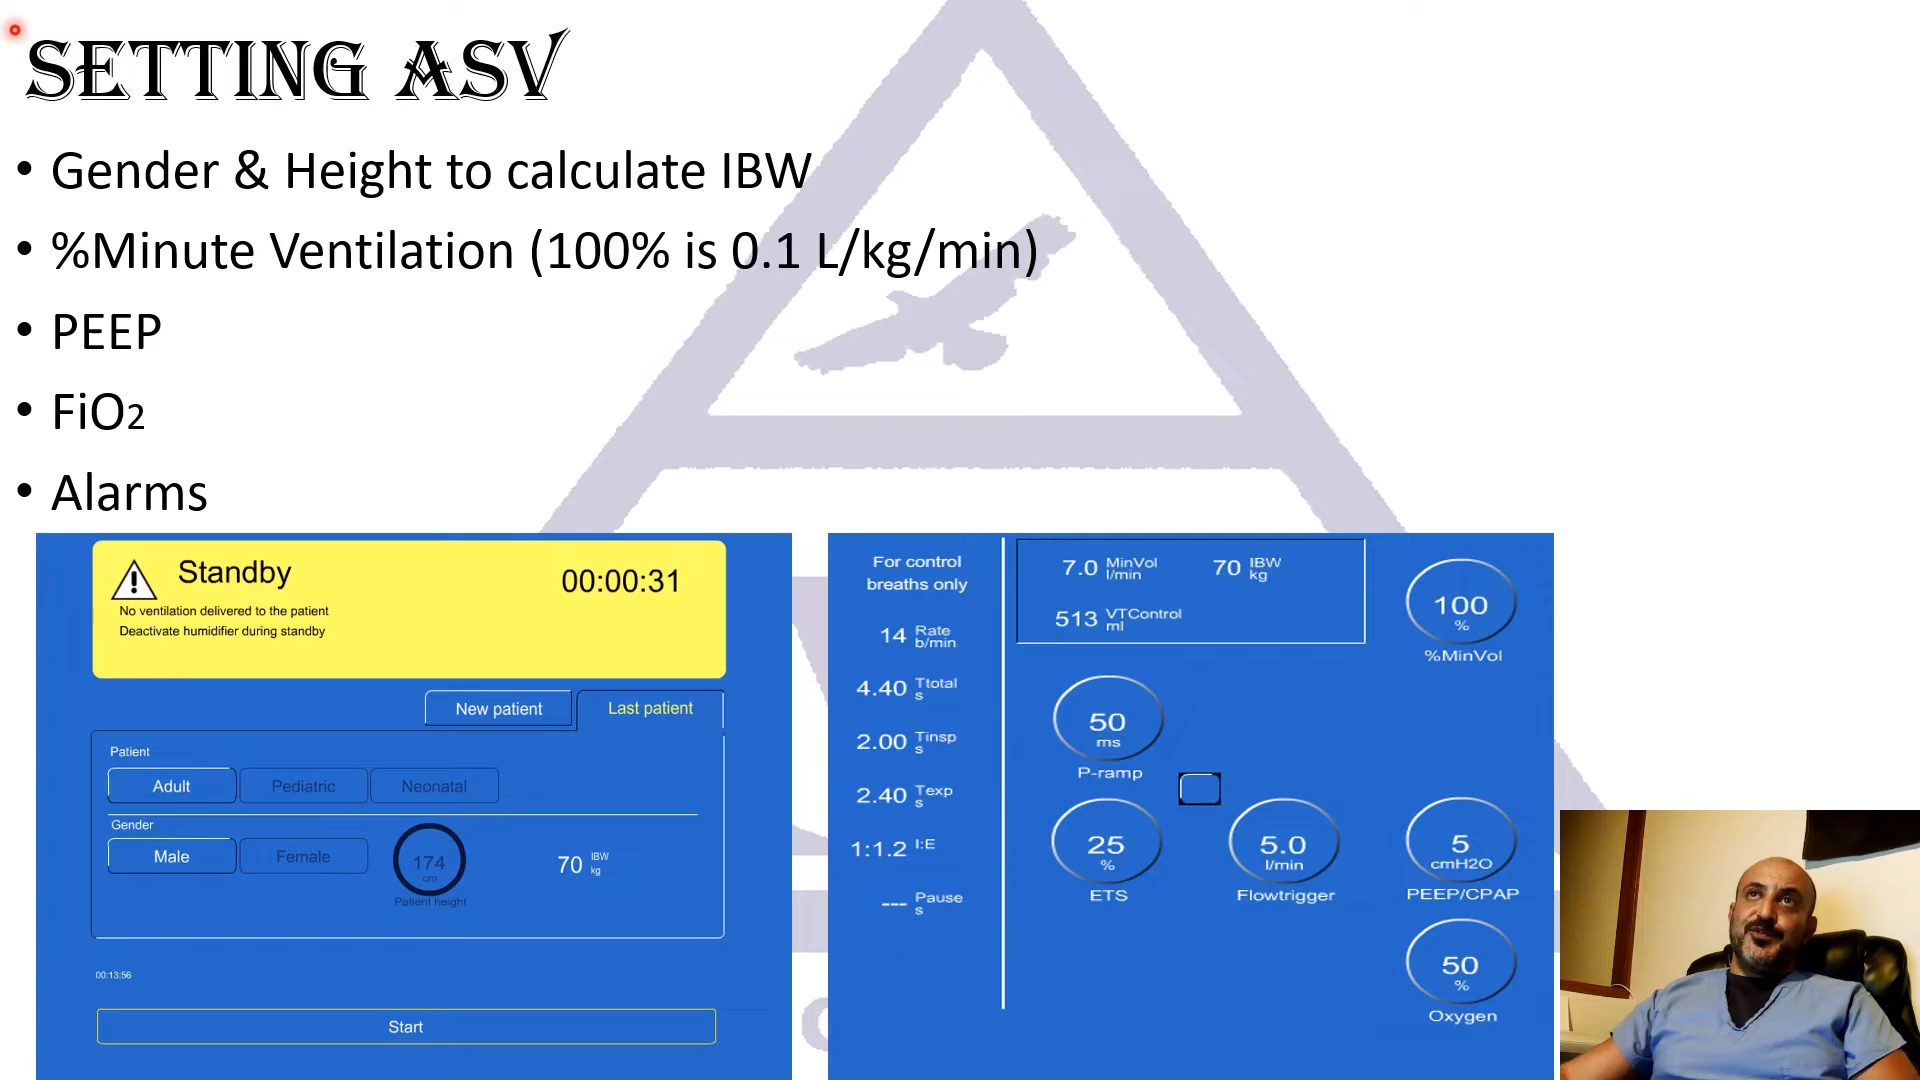 SETTING ASV
• Gender & Height to calculate IBW
• %Minute Ventilation (100% is 0.1 L/kg/min)
• PEEP
• FiO2
• Alarms
Standby
00:00:31
No ventilation delivered to the patient
Deactivate humidifier during standby
New patient
Last patient
Patient
Adult
Pediatric
Neonatal
Gender
Male
Female
174
cm
Patient height
70 IBW
kg
00:13:56
Start
For control
breaths only
14 Rate
b/min
4.40 Ttotal
s
2.00 Tinsp
s
2.40 Texp
s
1:1.2 I:E
--- Pause
s
7.0 MinVol
l/min
70 IBW
kg
513 VTControl
ml
100
%
%MinVol
50
ms
P-ramp
25
%
ETS
5.0
l/min
Flowtrigger
5
cmH2O
PEEP/CPAP
50
%
Oxygen